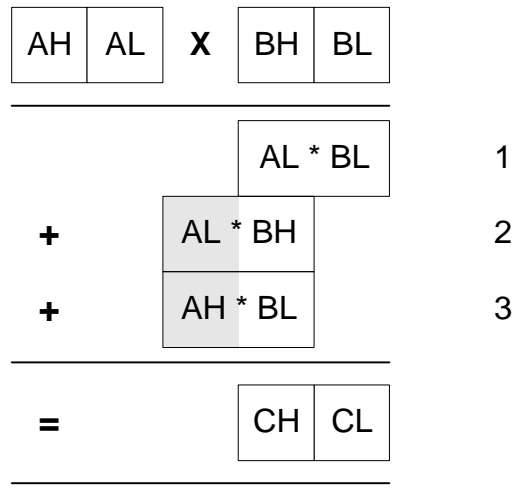 AH AL X BH BL
AL * BL 1
+ AL * BH 2
+ AH * BL 3
= CH CL